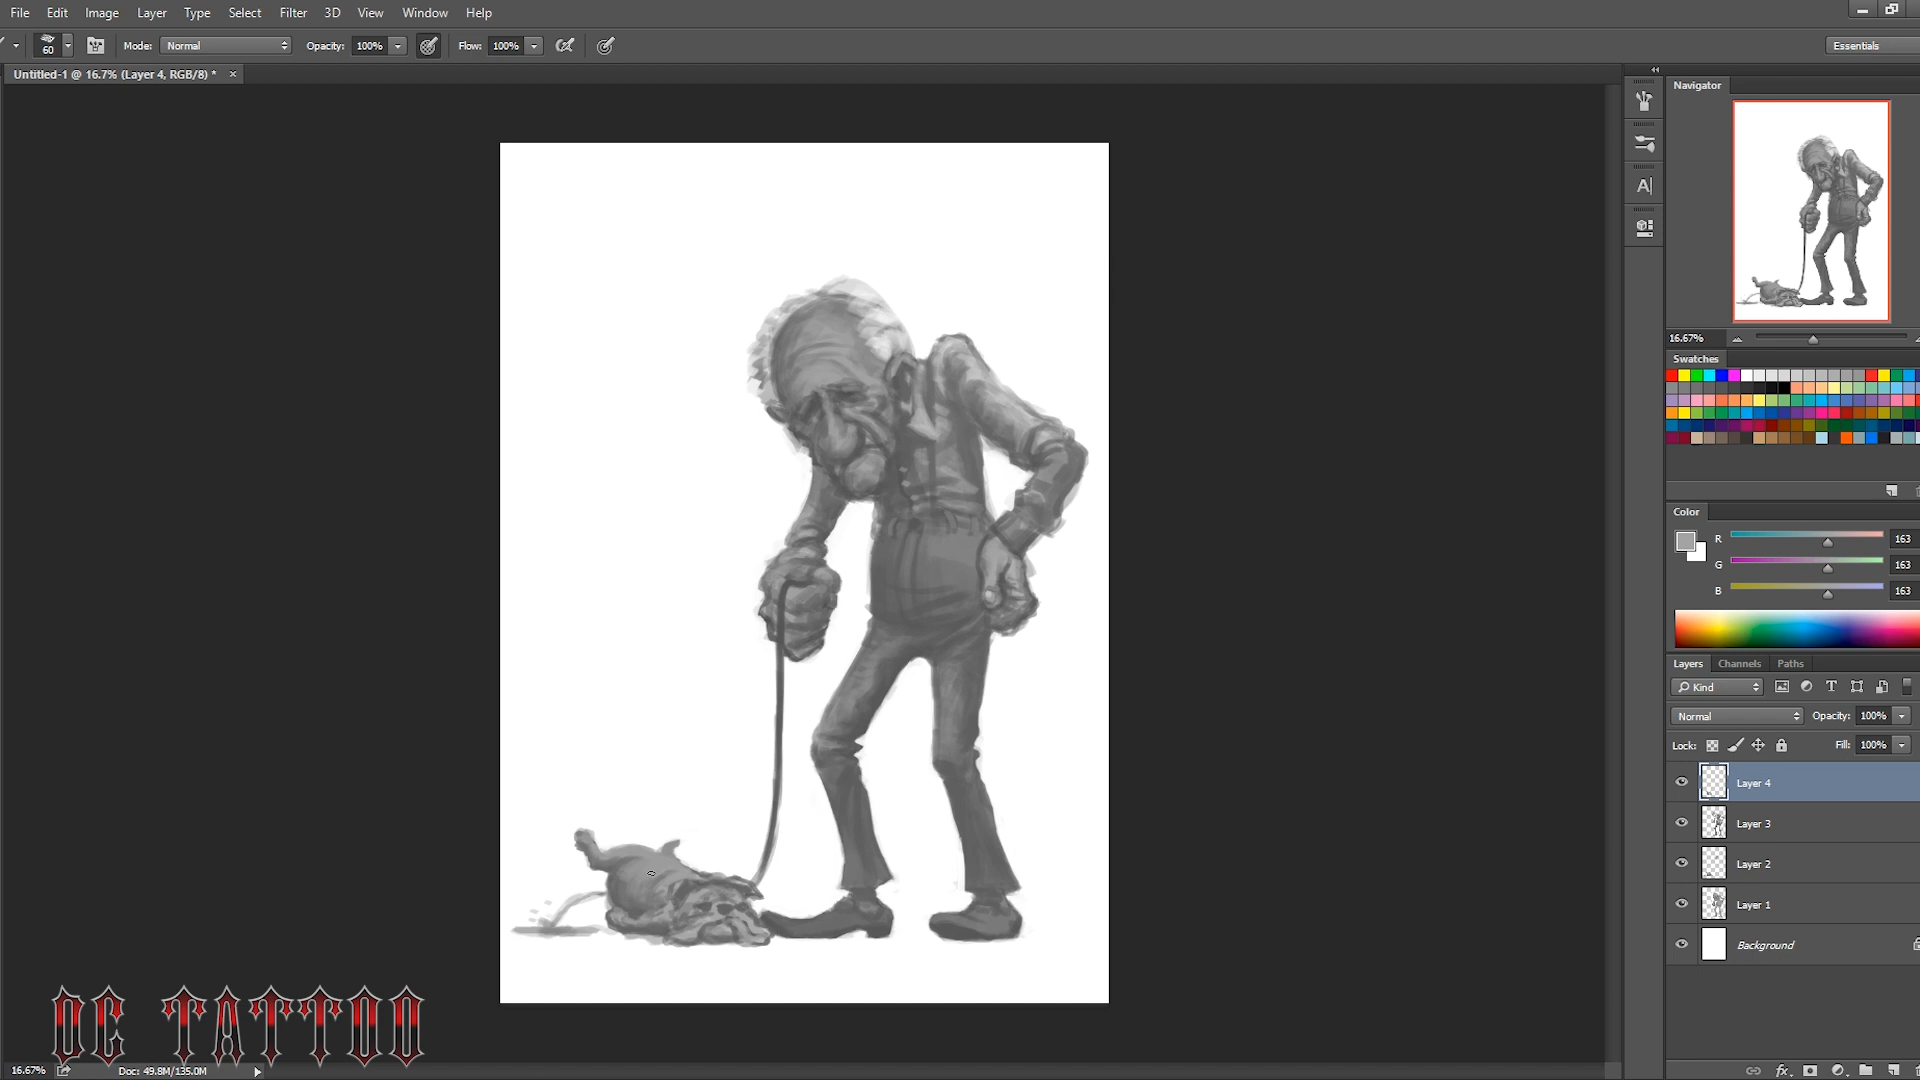 File Edit Image Layer Type Select Filter 3D View Window Help
60 Mode: Normal Opacity: 100% Flow: 100% Essentials
Untitled-1 @ 16.7% (Layer 4, RGB/8) * ×
Navigator
16.67%
Swatches
Color
R 163
G 163
B 163
Layers Channels Paths
Kind
Normal Opacity: 100%
Lock: Fill: 100%
Layer 4
Layer 3
Layer 2
Layer 1
Background
DC TATTOO
16.67% Doc: 49.8M/135.0M